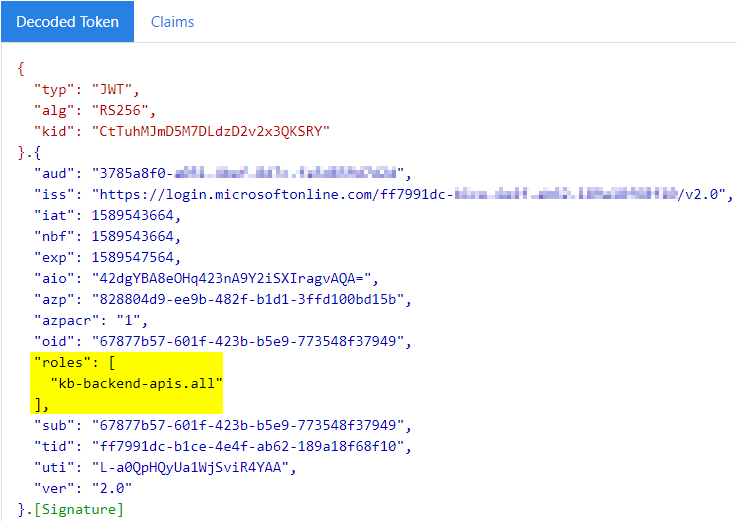 Decoded Token
Claims
{
"typ": "JWT",
"alg": "RS256",
"kid": "CtTuhMJmD5M7DLdzD2v2x3QKSRY"
}.{
"aud": "3785a8f0-",
"iss": "https://login.microsoftonline.com/ff7991dc-/v2.0",
"iat": 1589543664,
"nbf": 1589543664,
"exp": 1589547564,
"aio": "42dgYBA8eOHq423nA9Y2iSXIragvAQA=",
"azp": "828804d9-ee9b-482f-b1d1-3ffd100bd15b",
"azpacr": "1",
"oid": "67877b57-601f-423b-b5e9-773548f37949",
"roles": [
"kb-backend-apis.all"
],
"sub": "67877b57-601f-423b-b5e9-773548f37949",
"tid": "ff7991dc-b1ce-4e4f-ab62-189a18f68f10",
"uti": "L-a0QpHQyUa1WjSviR4YAA",
"ver": "2.0"
}.[Signature]